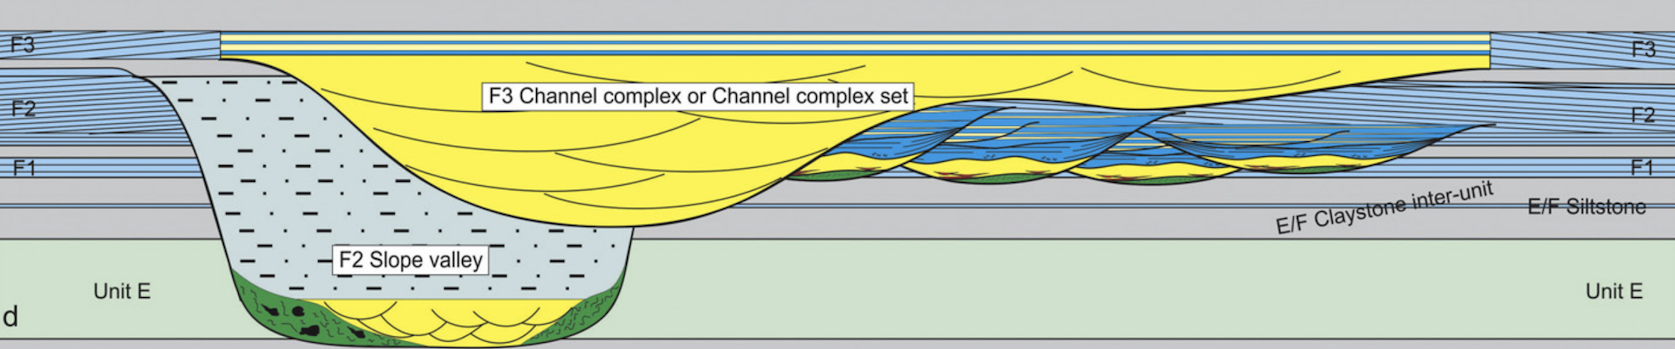 F3
F3
F3 Channel complex or Channel complex set
F2
F2
F1
F1
E/F Claystone inter-unit
E/F Siltstone
F2 Slope valley
Unit E
Unit E
d